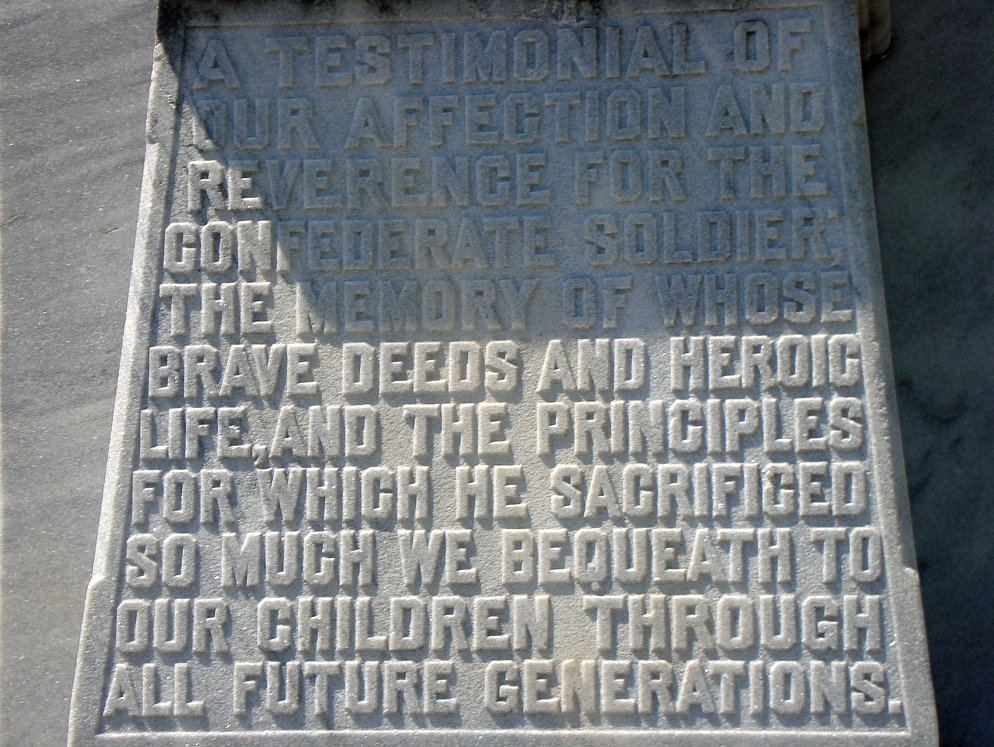 A TESTIMONIAL OF
OUR AFFECTION AND
REVERENCE FOR THE
CONFEDERATE SOLDIER,
THE MEMORY OF WHOSE
BRAVE DEEDS AND HEROIC
LIFE, AND THE PRINCIPLES
FOR WHICH HE SACRIFICED
SO MUCH WE BEQUEATH TO
OUR CHILDREN THROUGH
ALL FUTURE GENERATIONS.